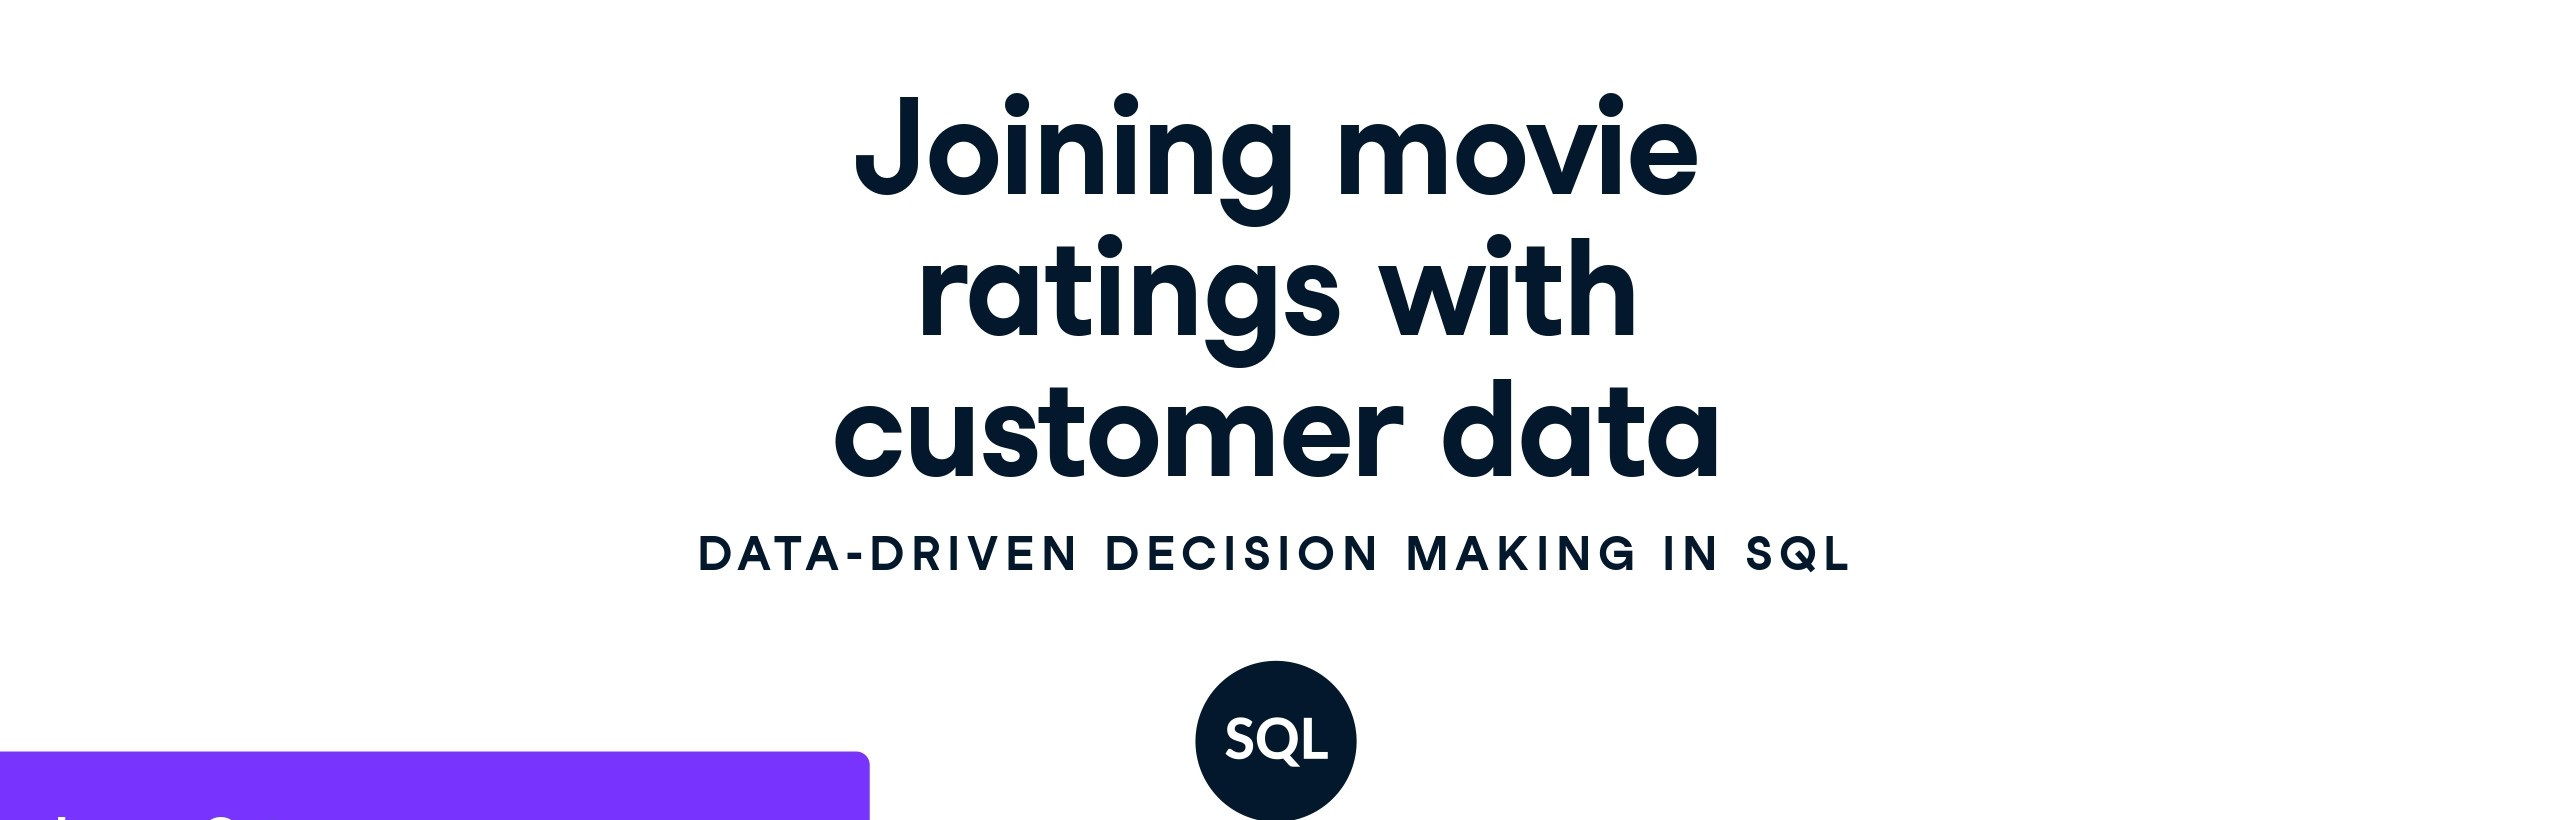 Joining movie
ratings with
customer data
DATA-DRIVEN DECISION MAKING IN SQL
SQL